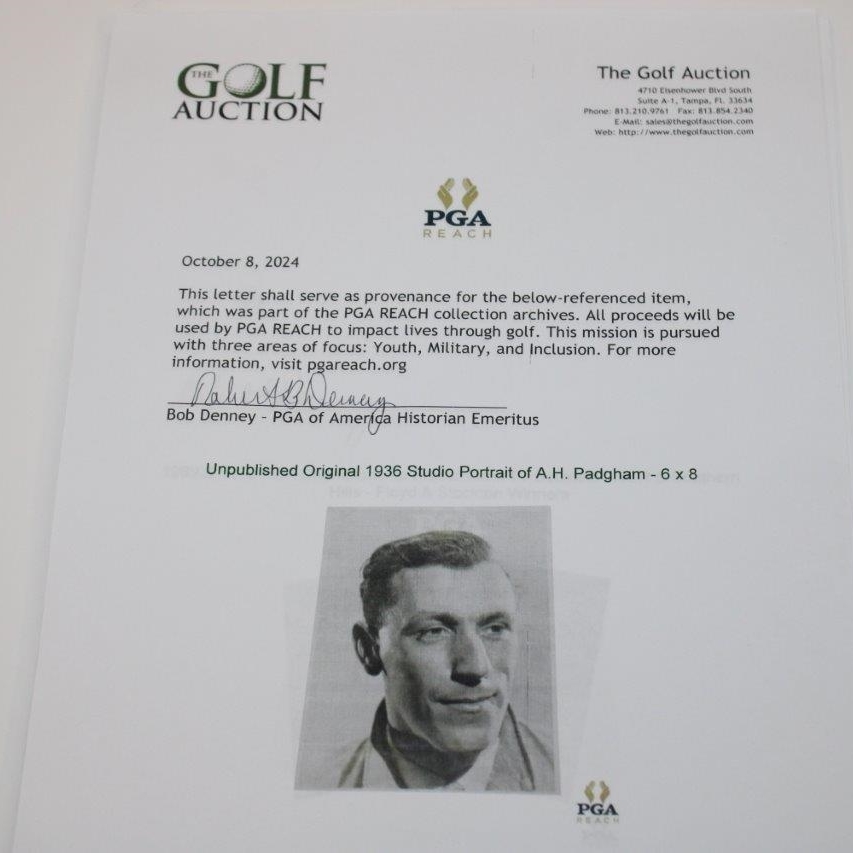 THE
GOLF
AUCTION
The Golf Auction
4710 Eisenhower Blvd South
Suite A-1, Tampa, FL 33634
Phone: 813.210.9761 Fax: 813.854.2340
E-Mail: sales@thegolfauction.com
Web: http://www.thegolfauction.com
PGA
REACH
October 8, 2024
This letter shall serve as provenance for the below-referenced item,
which was part of the PGA REACH collection archives. All proceeds will be
used by PGA REACH to impact lives through golf. This mission is pursued
with three areas of focus: Youth, Military, and Inclusion. For more
information, visit pgareach.org
Robert B Denney
Bob Denney - PGA of America Historian Emeritus
Unpublished Original 1936 Studio Portrait of A.H. Padgham - 6 x 8
PGA
REACH